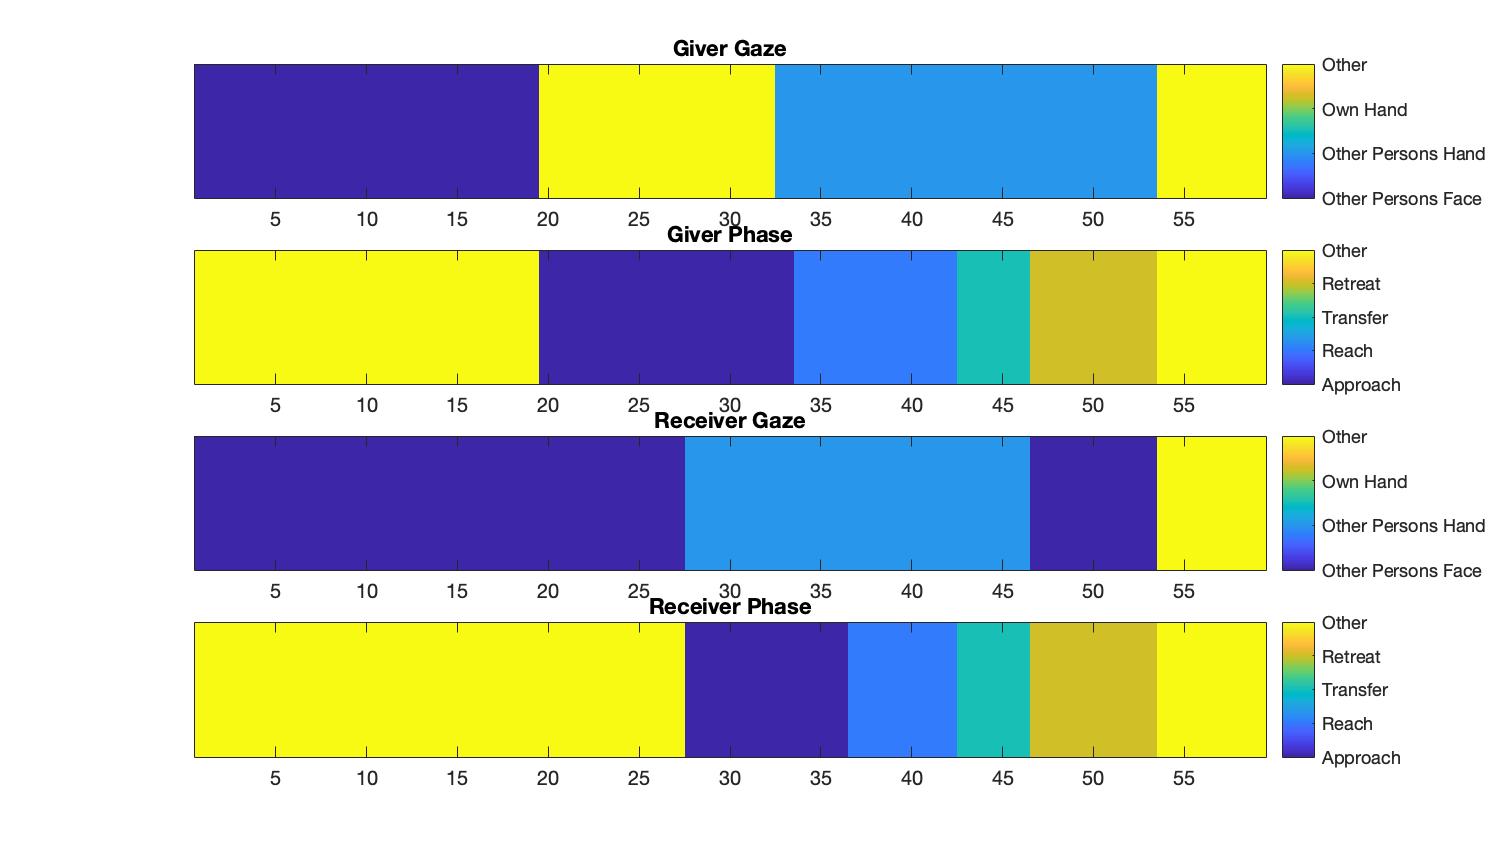 Giver Gaze
Other
Own Hand
Other Persons Hand
Other Persons Face
5 10 15 20 25 30 35 40 45 50 55
Giver Phase
Other
Retreat
Transfer
Reach
Approach
5 10 15 20 25 30 35 40 45 50 55
Receiver Gaze
Other
Own Hand
Other Persons Hand
Other Persons Face
5 10 15 20 25 30 35 40 45 50 55
Receiver Phase
Other
Retreat
Transfer
Reach
Approach
5 10 15 20 25 30 35 40 45 50 55